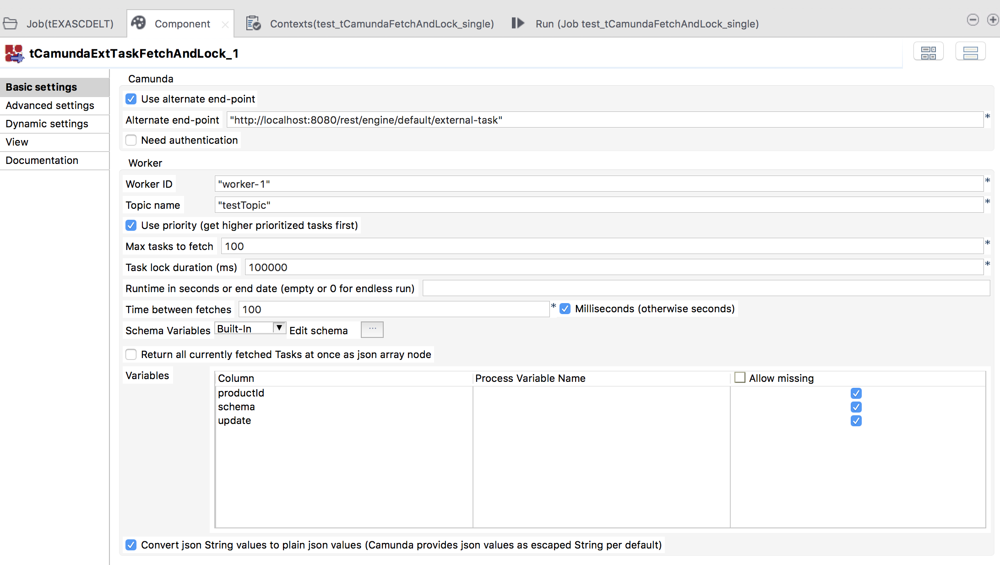 Job(tEXASCDELT) Component Contexts(test_tCamundaFetchAndLock_single) Run (Job test_tCamundaFetchAndLock_single)
tCamundaExtTaskFetchAndLock_1
Basic settings
Advanced settings
Dynamic settings
View
Documentation
Camunda
Use alternate end-point
Alternate end-point "http://localhost:8080/rest/engine/default/external-task" *
Need authentication
Worker
Worker ID "worker-1" *
Topic name "testTopic" *
Use priority (get higher prioritized tasks first)
Max tasks to fetch 100 *
Task lock duration (ms) 100000 *
Runtime in seconds or end date (empty or 0 for endless run)
Time between fetches 100 * Milliseconds (otherwise seconds)
Schema Variables Built-In Edit schema ...
Return all currently fetched Tasks at once as json array node
Variables
Column Process Variable Name Allow missing
productId
schema
update
Convert json String values to plain json values (Camunda provides json values as escaped String per default)